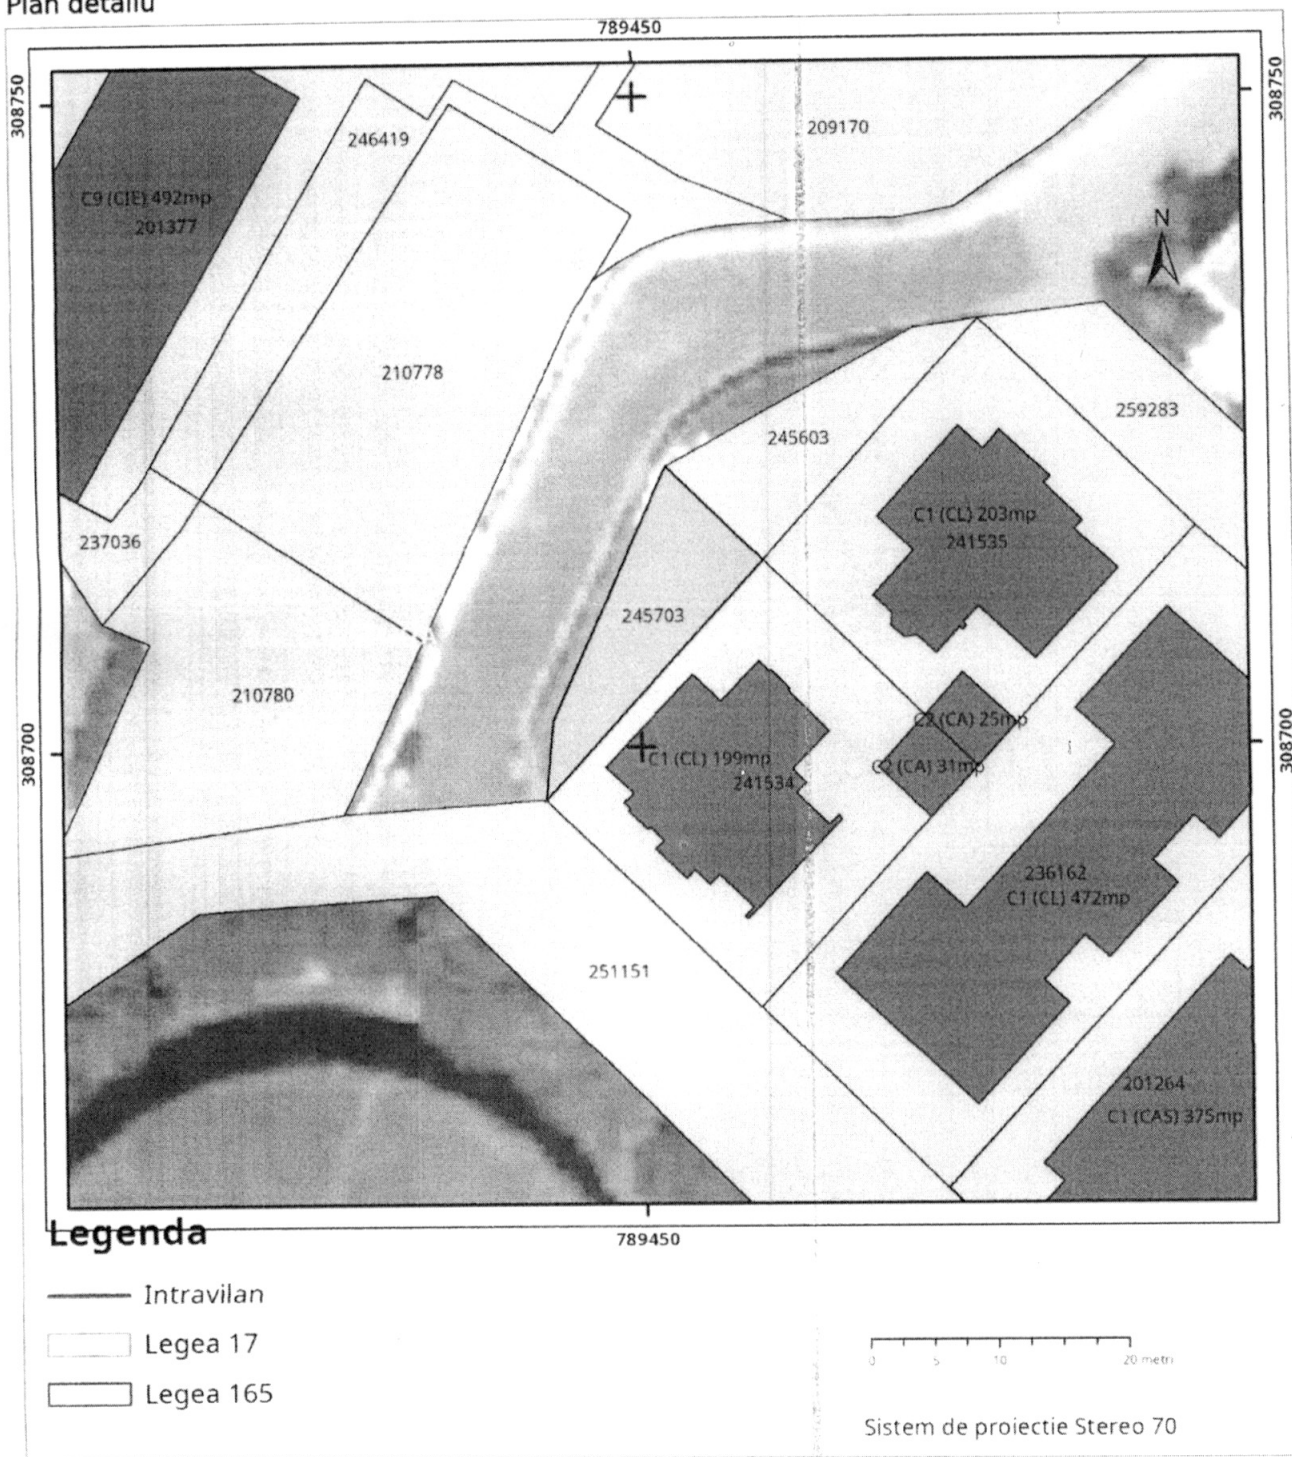 Plan detaliu
789450
308750
308750
246419
209170
C9 (CIE) 492mp
201377
N
210778
259283
245603
C1 (CL) 203mp
241535
237036
245703
210780
C2 (CA) 25mp
308700
308700
C1 (CL) 199mp
C2 (CA) 31mp
241534
236162
C1 (CL) 472mp
251151
201264
C1 (CAS) 375mp
789450
Legenda
Intravilan
Legea 17
Legea 165
0 5 10 20 metri
Sistem de proiectie Stereo 70